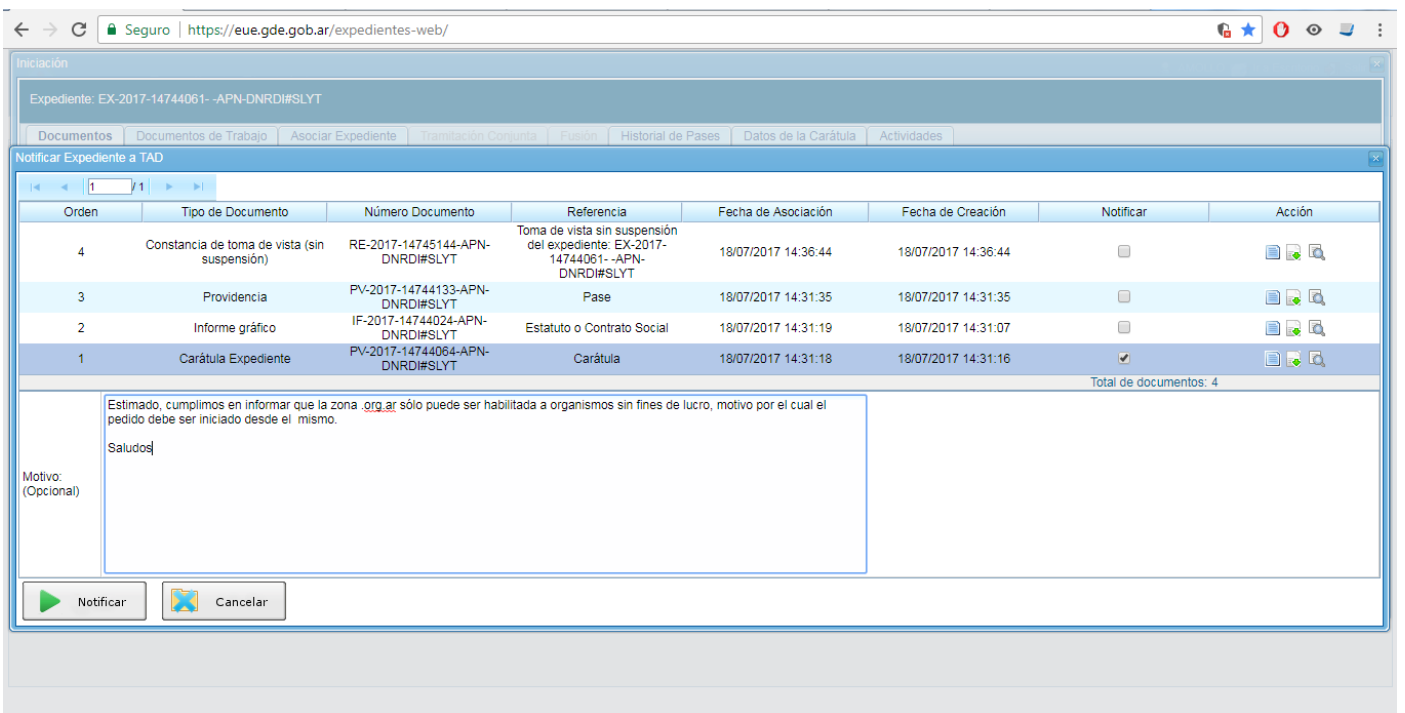 Seguro | https://eue.gde.gob.ar/expedientes-web/
Iniciación
Expediente: EX-2017-14744061- -APN-DNRDI#SLYT
Documentos Documentos de Trabajo Asociar Expediente Tramitación Conjunta Fusión Historial de Pases Datos de la Carátula Actividades
Notificar Expediente a TAD
1 / 1
Orden Tipo de Documento Número Documento Referencia Fecha de Asociación Fecha de Creación Notificar Acción
4 Constancia de toma de vista (sin suspensión) RE-2017-14745144-APN-DNRDI#SLYT Toma de vista sin suspensión del expediente: EX-2017-14744061- -APN-DNRDI#SLYT 18/07/2017 14:36:44 18/07/2017 14:36:44
3 Providencia PV-2017-14744133-APN-DNRDI#SLYT Pase 18/07/2017 14:31:35 18/07/2017 14:31:35
2 Informe gráfico IF-2017-14744024-APN-DNRDI#SLYT Estatuto o Contrato Social 18/07/2017 14:31:19 18/07/2017 14:31:07
1 Carátula Expediente PV-2017-14744064-APN-DNRDI#SLYT Carátula 18/07/2017 14:31:18 18/07/2017 14:31:16
Total de documentos: 4
Motivo:
(Opcional)
Estimado, cumplimos en informar que la zona .org.ar sólo puede ser habilitada a organismos sin fines de lucro, motivo por el cual el
pedido debe ser iniciado desde el mismo.
Saludos
Notificar Cancelar